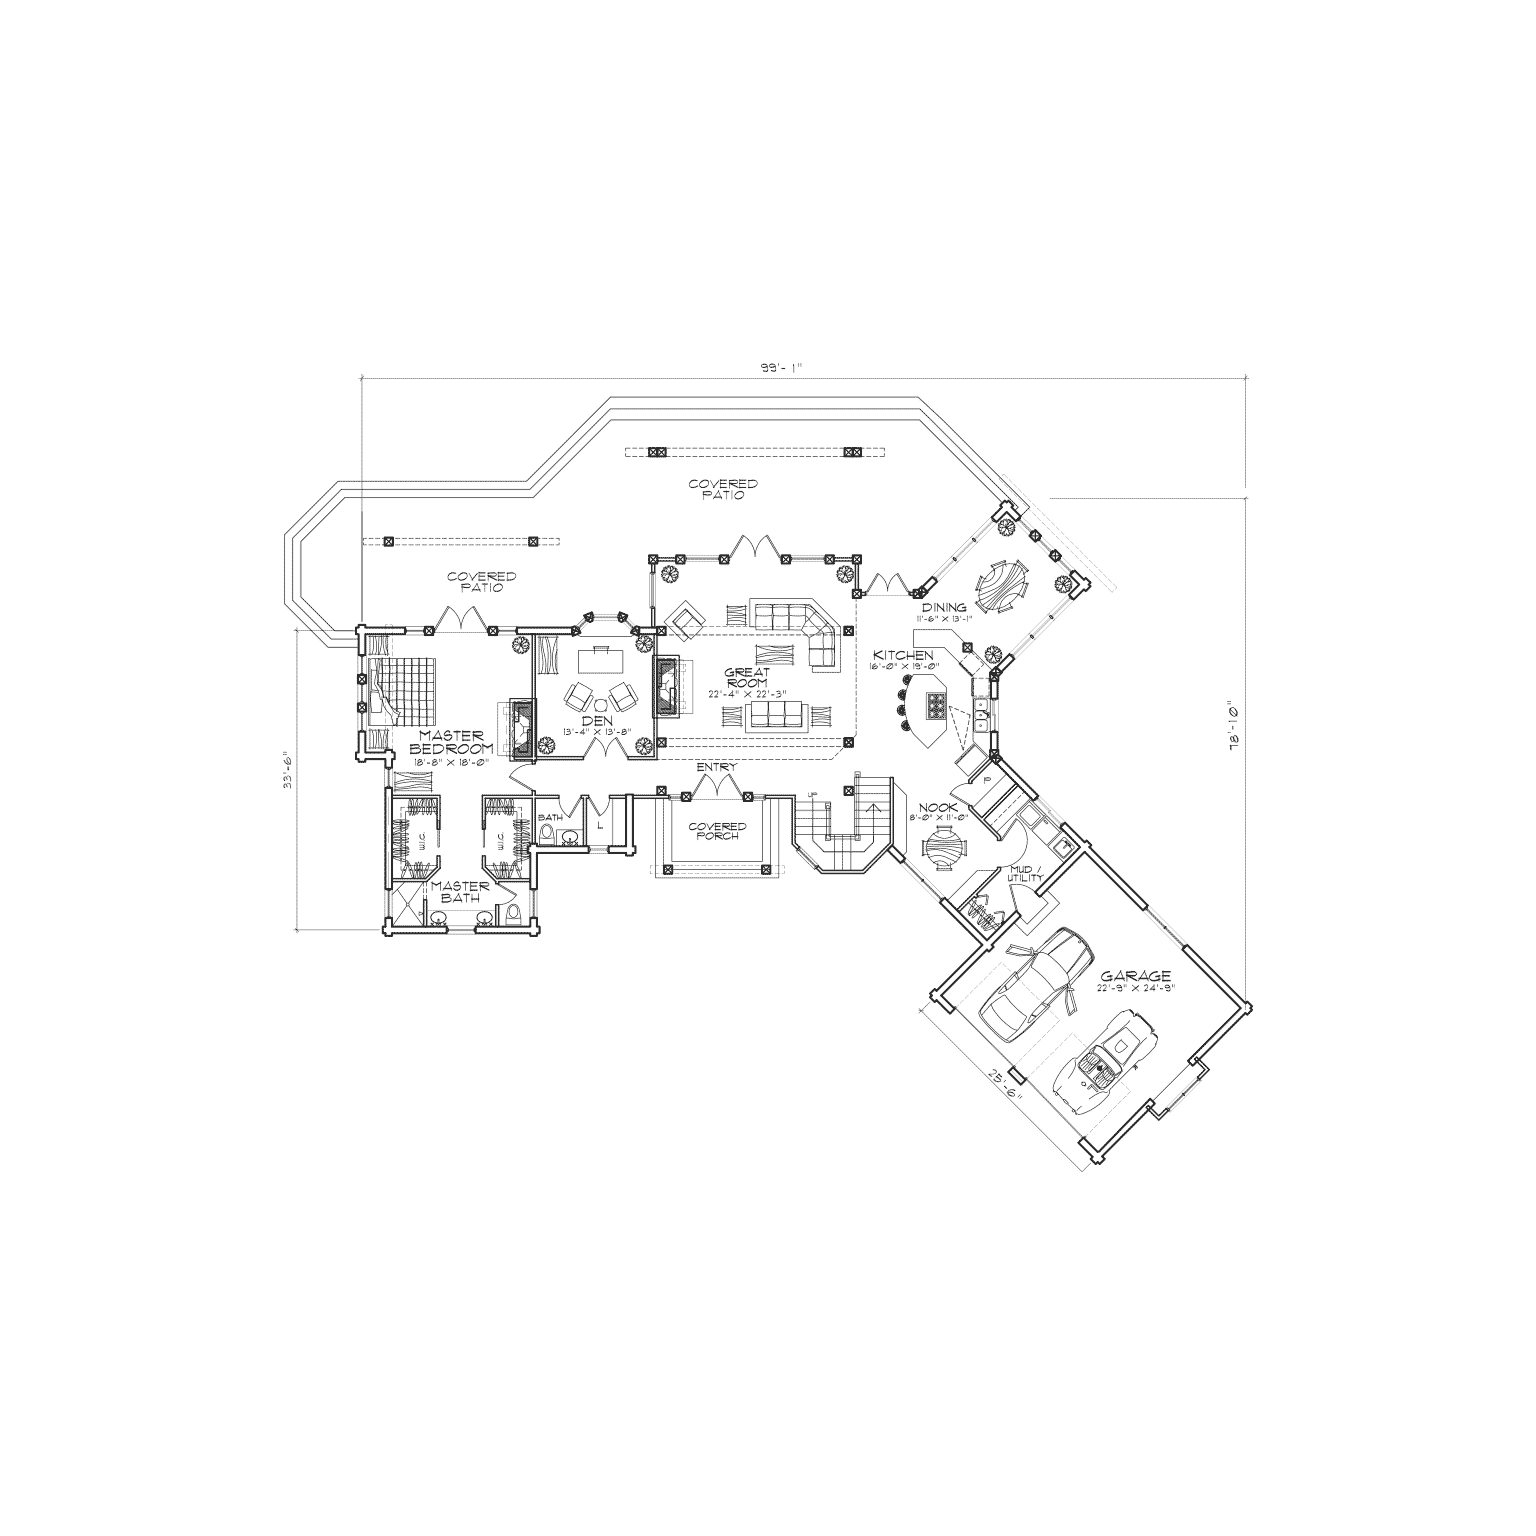 99'- 1"
COVERED
PATIO
COVERED
PATIO
DINING
11'-6" X 13'-1"
KITCHEN
16'-0" X 19'-0"
GREAT
ROOM
22'-4" X 22'-3"
DEN
13'-4" X 13'-8"
MASTER
BEDROOM
18'-8" X 18'-0"
33'-6"
78'-10"
ENTRY
P
UP
NOOK
8'-0" X 11'-0"
BATH
L
COVERED
PORCH
W.I.C.
W.I.C.
MUD /
UTILITY
MASTER
BATH
GARAGE
22'-9" X 24'-9"
25'-6"